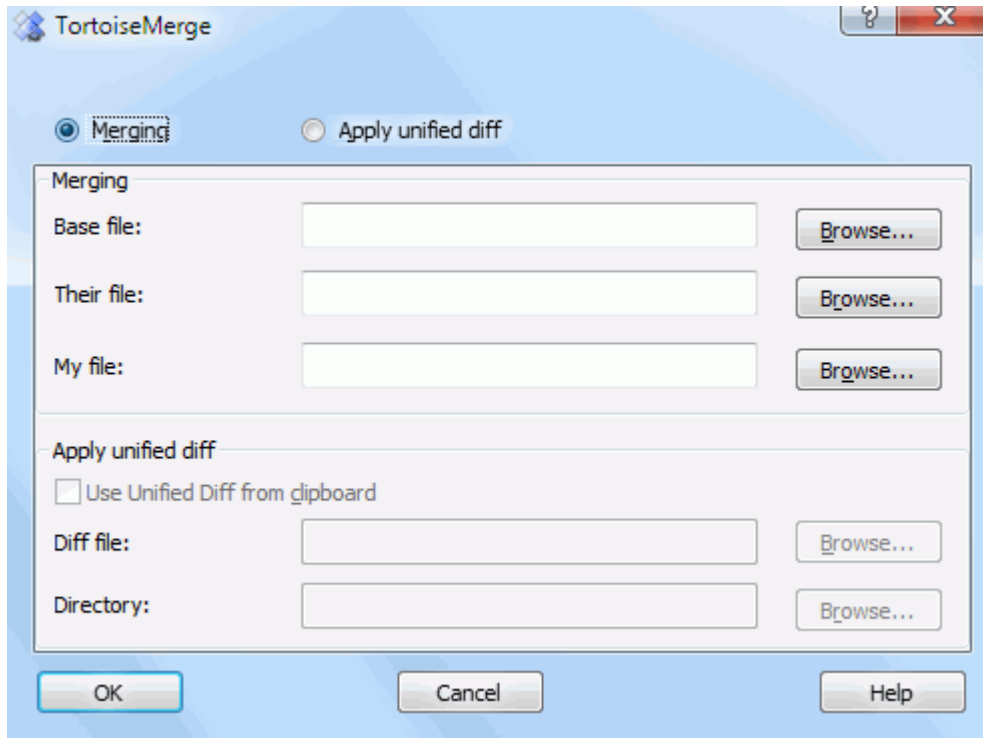 TortoiseMerge
Merging Apply unified diff
Merging
Base file: Browse...
Their file: Browse...
My file: Browse...
Apply unified diff
Use Unified Diff from clipboard
Diff file: Browse...
Directory: Browse...
OK Cancel Help